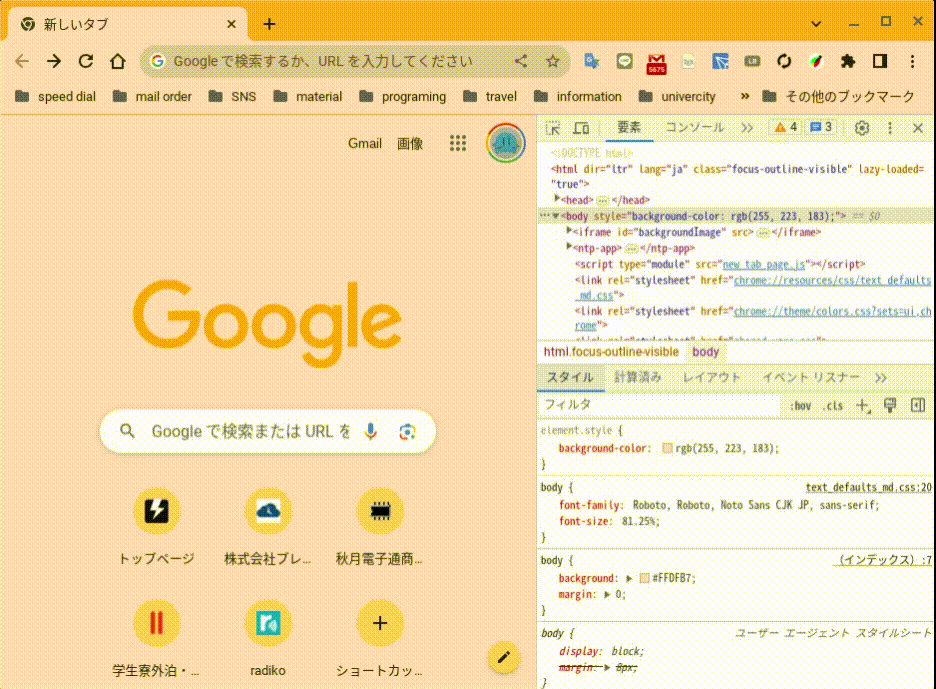 新しいタブ
Google で検索するか、URL を入力してください
5675
speed dial
mail order
SNS
material
programing
travel
information
univercity
»
その他のブックマーク
Gmail
画像
Google
Google で検索または URL を
トップページ
株式会社ブレ...
秋月電子通商...
学生寮外泊・...
radiko
ショートカッ...
要素
コンソール
4
3
<!DOCTYPE html>
<html dir="ltr" lang="ja" class="focus-outline-visible" lazy-loaded=
"true">
<head> … </head>
<body style="background-color: rgb(255, 223, 183);"> == $0
<iframe id="backgroundImage" src> … </iframe>
<ntp-app> … </ntp-app>
<script type="module" src="new_tab_page.js"></script>
<link rel="stylesheet" href="chrome://resources/css/text_defaults
_md.css">
<link rel="stylesheet" href="chrome://theme/colors.css?sets=ui,ch
rome">
html.focus-outline-visible
body
スタイル
計算済み
レイアウト
イベント リスナー
フィルタ
:hov
.cls
element.style {
background-color: rgb(255, 223, 183);
}
body {
text_defaults_md.css:20
font-family: Roboto, Roboto, Noto Sans CJK JP, sans-serif;
font-size: 81.25%;
}
body {
(インデックス):7
background: #FFDFB7;
margin: 0;
}
body {
ユーザー エージェント スタイルシート
display: block;
margin: 8px;
}